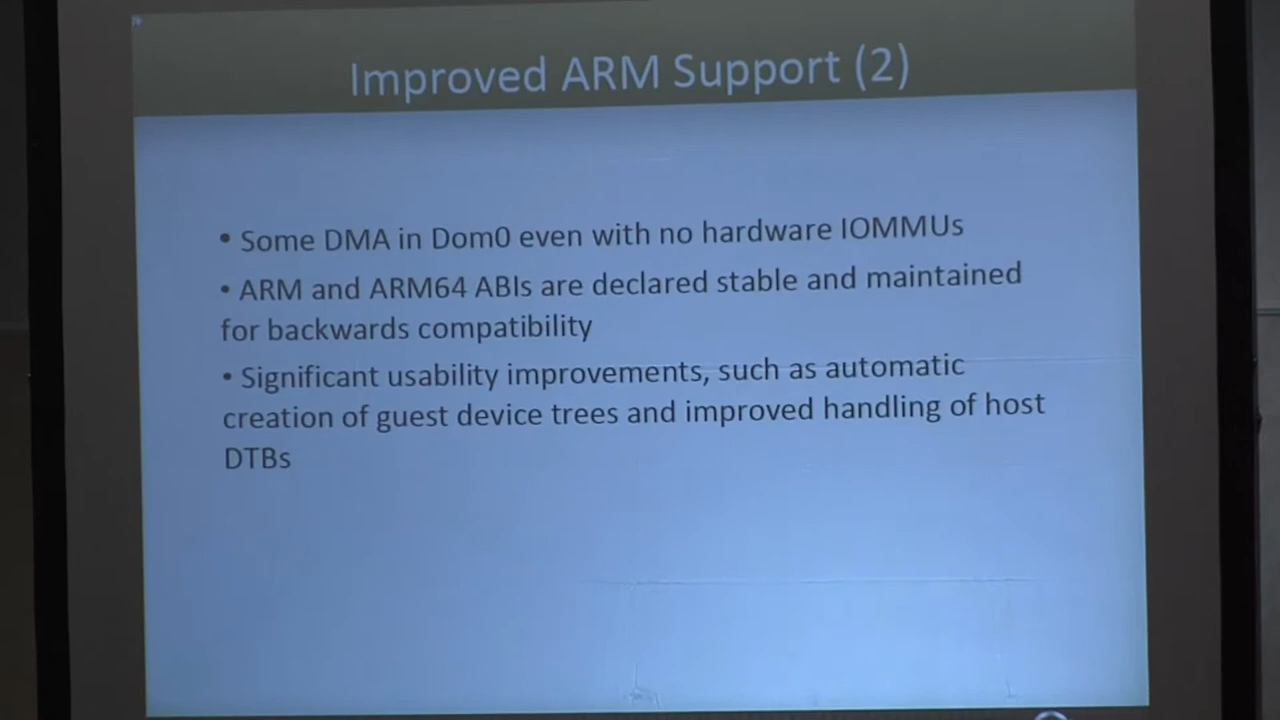 Improved ARM Support (2)
• Some DMA in Dom0 even with no hardware IOMMUs
• ARM and ARM64 ABIs are declared stable and maintained
for backwards compatibility
• Significant usability improvements, such as automatic
creation of guest device trees and improved handling of host
DTBs